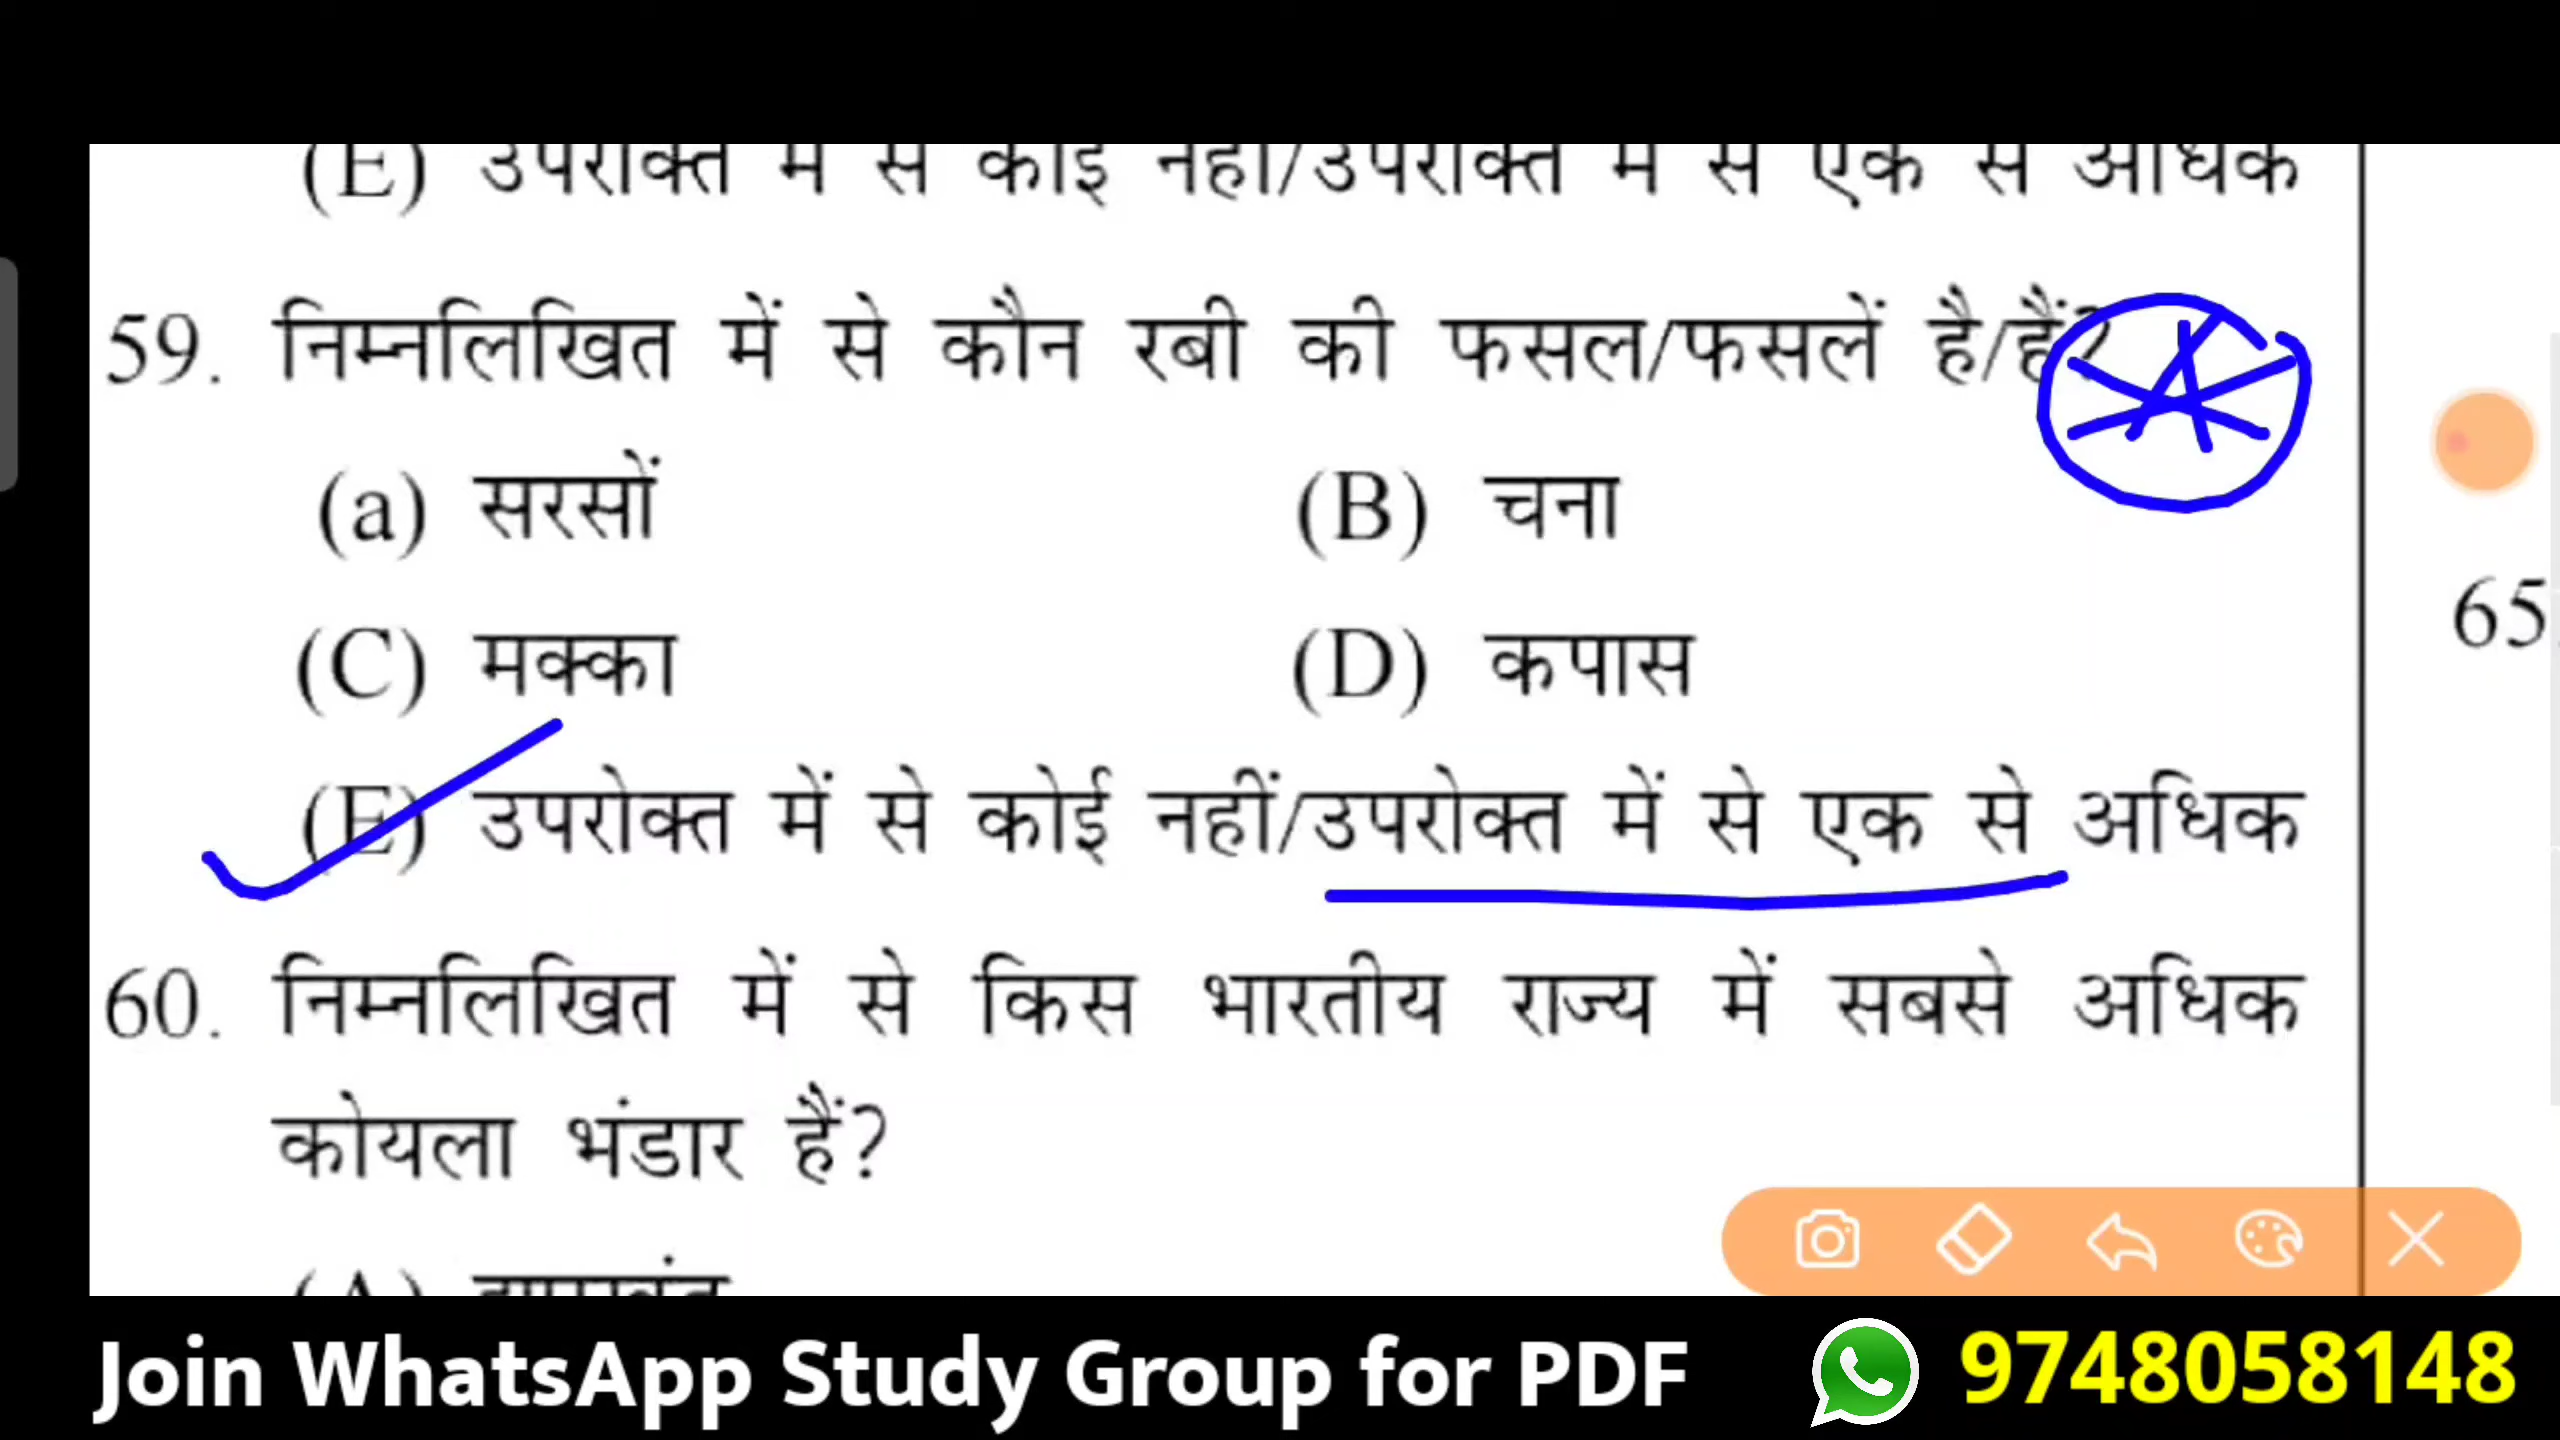 (E) उपरोक्त में से कोई नहीं/उपरोक्त में से एक से अधिक
59. निम्नलिखित में से कौन रबी की फसल/फसलें है/हैं?
(a) सरसों (B) चना
(C) मक्का (D) कपास
(E) उपरोक्त में से कोई नहीं/उपरोक्त में से एक से अधिक
60. निम्नलिखित में से किस भारतीय राज्य में सबसे अधिक
कोयला भंडार हैं?
(A)
65
Join WhatsApp Study Group for PDF 9748058148